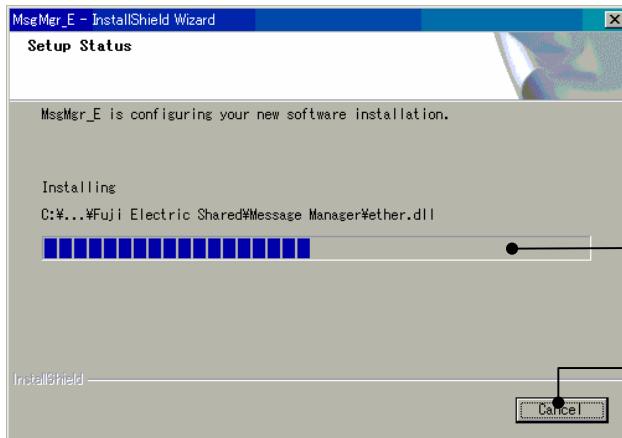 MsgMgr_E - InstallShield Wizard
Setup Status
MsgMgr_E is configuring your new software installation.
Installing
C:¥...¥Fuji Electric Shared¥Message Manager¥ether.dll
InstallShield
Cancel